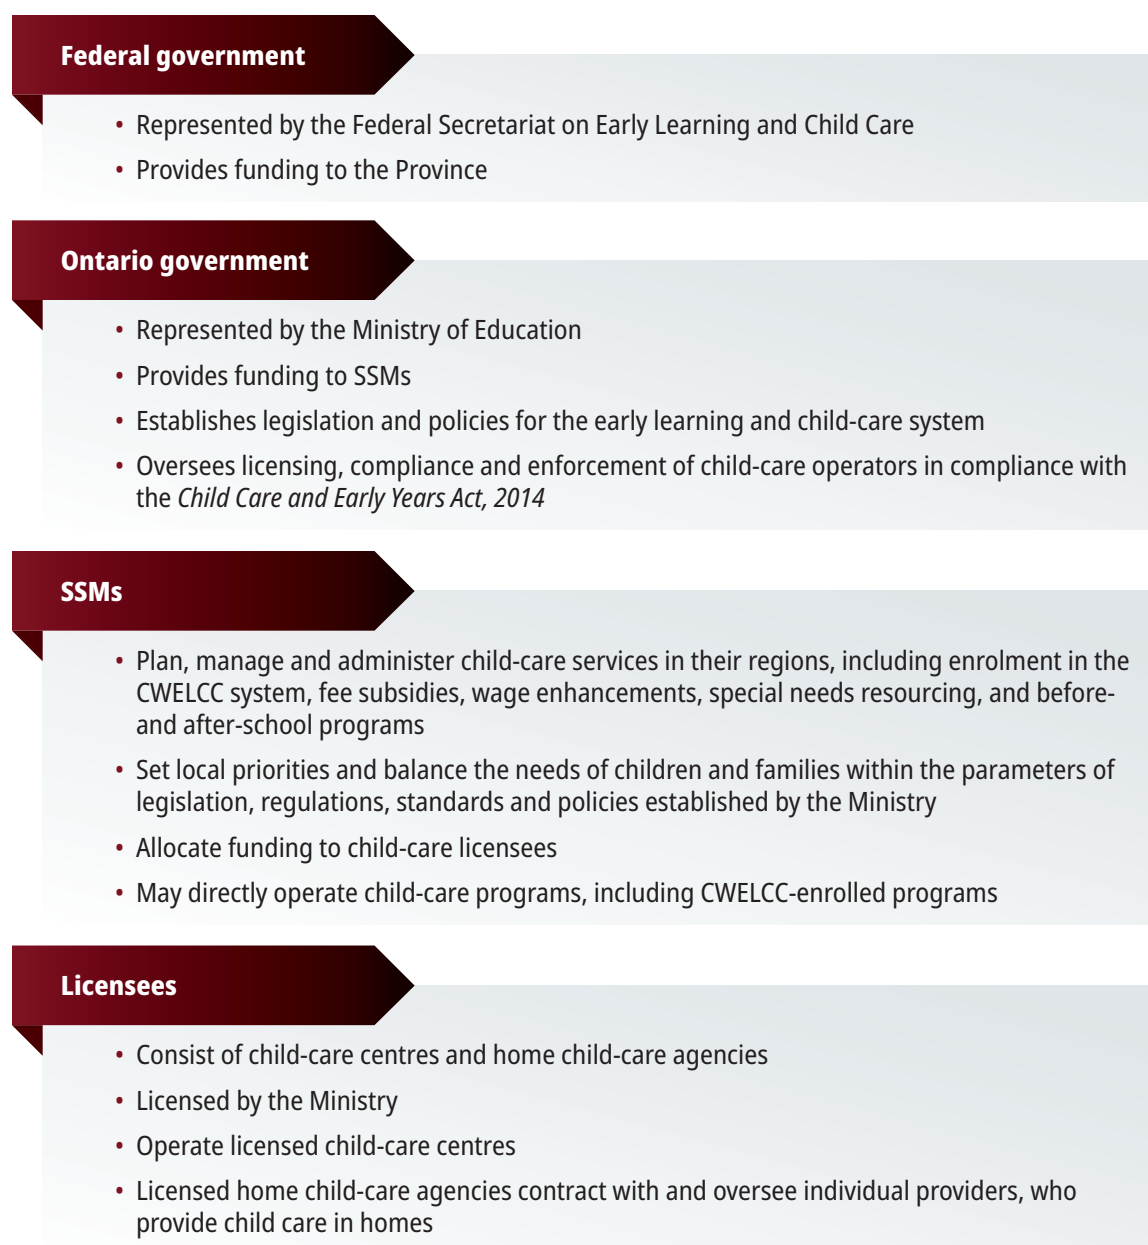 Federal government
• Represented by the Federal Secretariat on Early Learning and Child Care
• Provides funding to the Province
Ontario government
• Represented by the Ministry of Education
• Provides funding to SSMs
• Establishes legislation and policies for the early learning and child-care system
• Oversees licensing, compliance and enforcement of child-care operators in compliance with
the Child Care and Early Years Act, 2014
SSMs
• Plan, manage and administer child-care services in their regions, including enrolment in the
CWELCC system, fee subsidies, wage enhancements, special needs resourcing, and before-
and after-school programs
• Set local priorities and balance the needs of children and families within the parameters of
legislation, regulations, standards and policies established by the Ministry
• Allocate funding to child-care licensees
• May directly operate child-care programs, including CWELCC-enrolled programs
Licensees
• Consist of child-care centres and home child-care agencies
• Licensed by the Ministry
• Operate licensed child-care centres
• Licensed home child-care agencies contract with and oversee individual providers, who
provide child care in homes